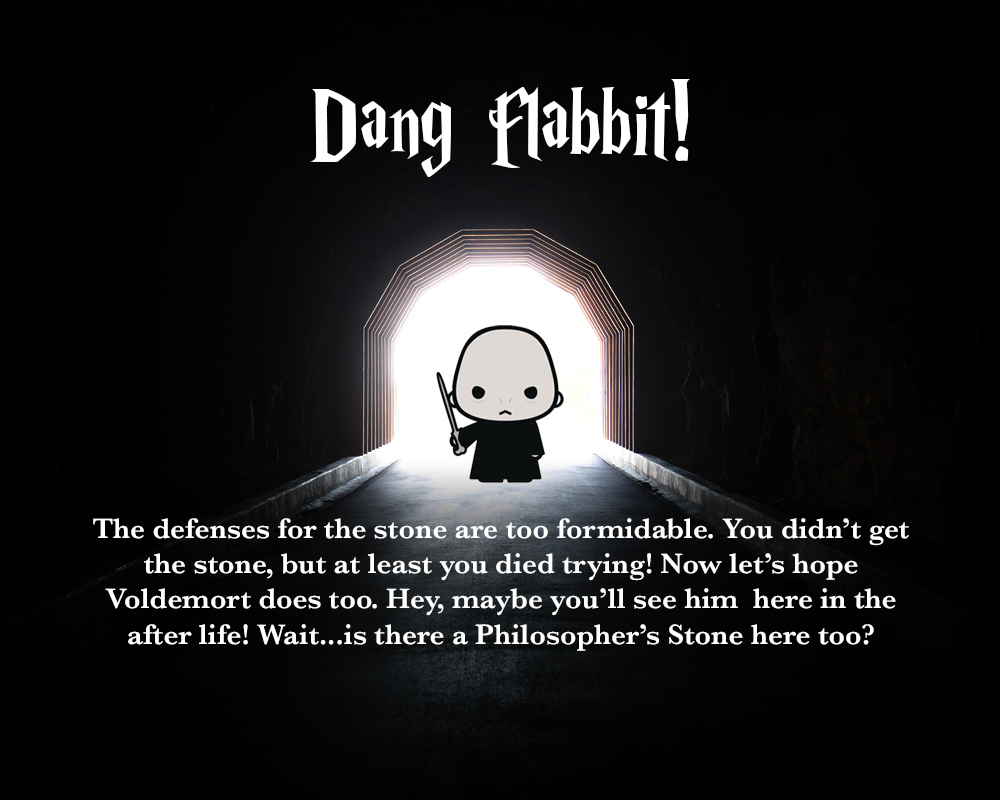 Dang flabbit!
The defenses for the stone are too formidable. You didn’t get
the stone, but at least you died trying! Now let’s hope
Voldemort does too. Hey, maybe you’ll see him  here in the
after life! Wait...is there a Philosopher’s Stone here too?